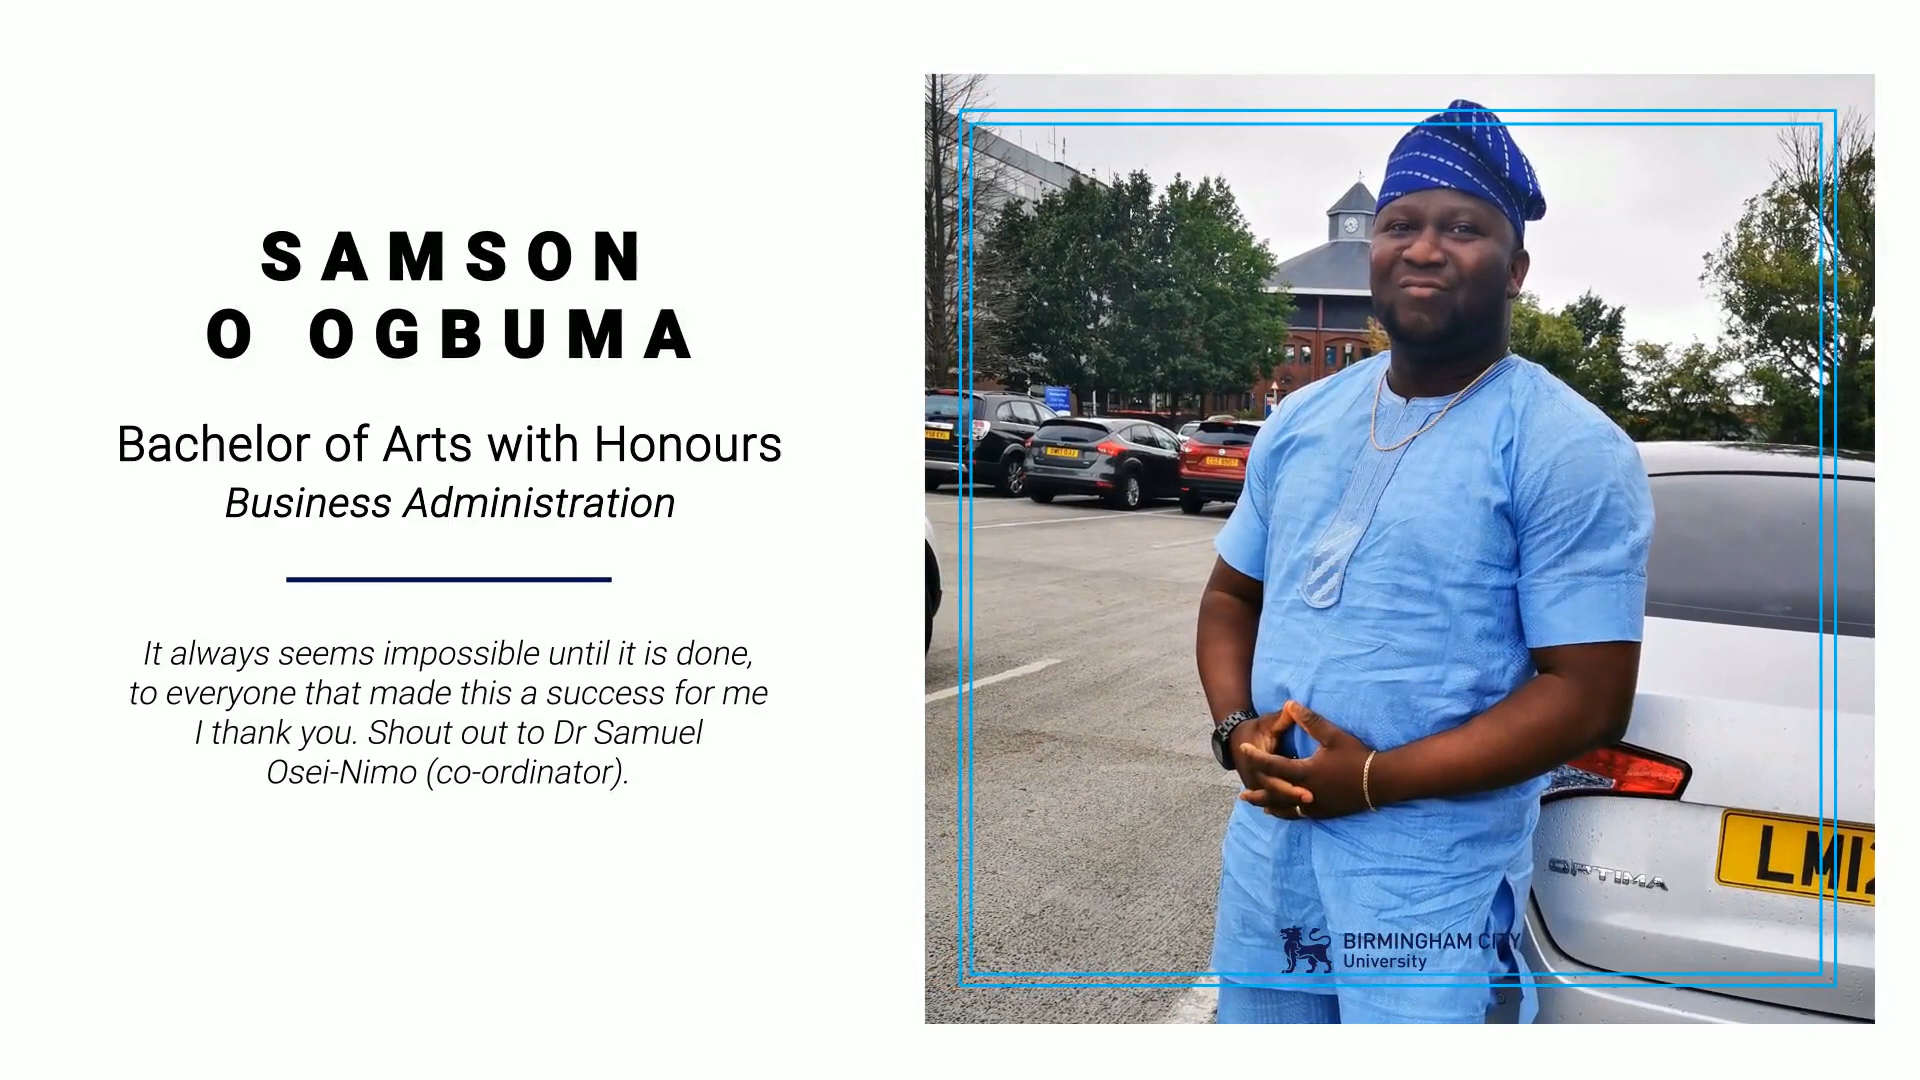 SAMSON
O OGBUMA
Bachelor of Arts with Honours
Business Administration
It always seems impossible until it is done,
to everyone that made this a success for me
I thank you. Shout out to Dr Samuel
Osei-Nimo (co-ordinator).
OPTIMA
LM12
BIRMINGHAM CITY
University